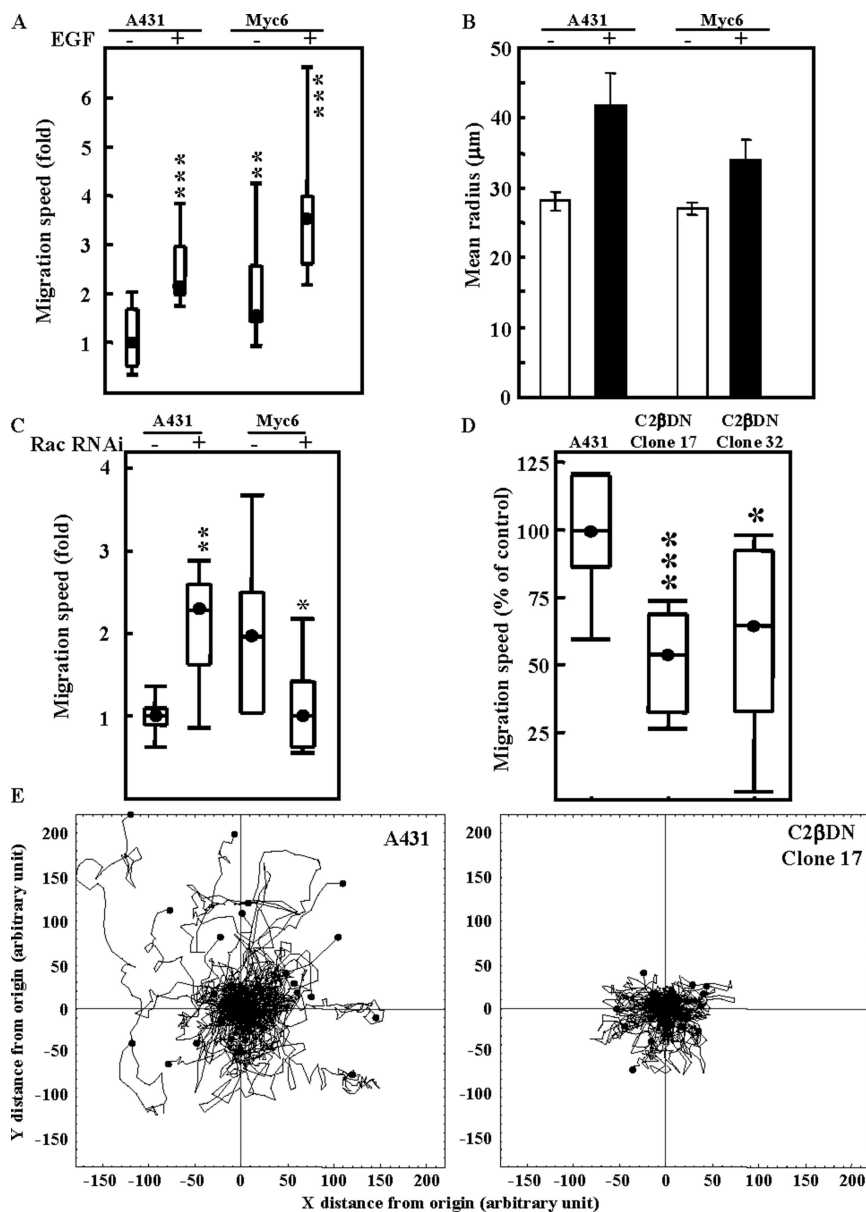 A
A431
Myc6
EGF
-
+
-
+
Migration speed (fold)
6
5
4
3
2
1
***
**
***
B
A431
Myc6
-
+
-
+
Mean radius (μm)
50
40
30
20
10
0
C
A431
Myc6
Rac RNAi
-
+
-
+
Migration speed (fold)
4
3
2
1
**
*
D
A431
C2βDN
Clone 17
C2βDN
Clone 32
Migration speed (% of control)
125
100
75
50
25
***
*
E
A431
Y distance from origin (arbitrary unit)
200
150
100
50
0
-50
-100
-150
-150
-100
-50
0
50
100
150
200
C2βDN
Clone 17
200
150
100
50
0
-50
-100
-150
-150
-100
-50
0
50
100
150
200
X distance from origin (arbitrary unit)